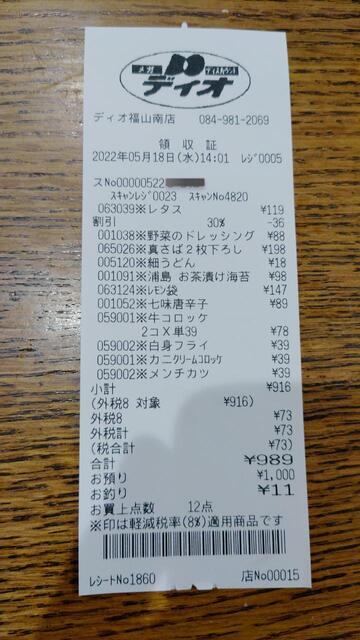 メガ ディスカウント
ディオ
ディオ福山南店 084-981-2069
領収証
2022年05月18日(水)14:01 レジ0005
スNo00000522
スキャンレジ0023 スキャンNo4820
063039※レタス ¥119
割引 30% -36
001038※野菜のドレッシング ¥88
065026※真さば2枚下ろし ¥198
005120※細うどん ¥18
001091※浦島 お茶漬け海苔 ¥98
063124※レモン袋 ¥147
001052※七味唐辛子 ¥89
059001※牛コロッケ
2コX単39 ¥78
059002※白身フライ ¥39
059001※カニクリームコロッケ ¥39
059002※メンチカツ ¥39
小計 ¥916
(外税8 対象 ¥916)
外税8 ¥73
外税計 ¥73
(税合計 ¥73)
合計 ¥989
お預り ¥1,000
お釣り ¥11
お買上点数 12点
※印は軽減税率(8%)適用商品です
レシートNo1860 店No00015